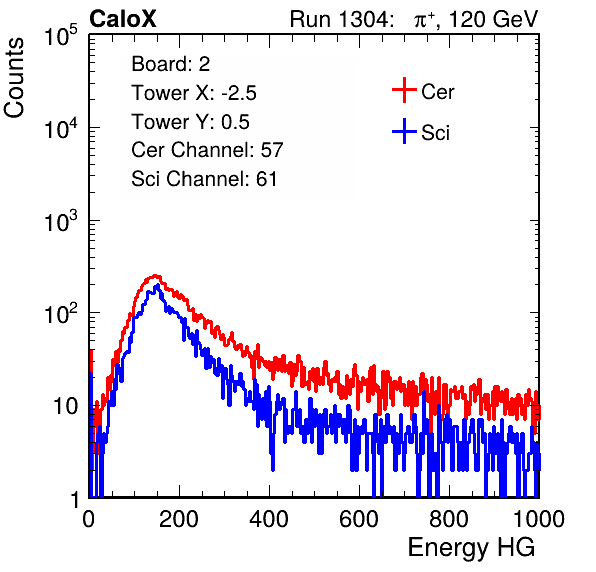 CaloX
Run 1304: π⁺, 120 GeV
Counts
Board: 2
Tower X: -2.5
Tower Y: 0.5
Cer Channel: 57
Sci Channel: 61
Cer
Sci
10⁵
10⁴
10³
10²
10
1
0 200 400 600 800 1000
Energy HG